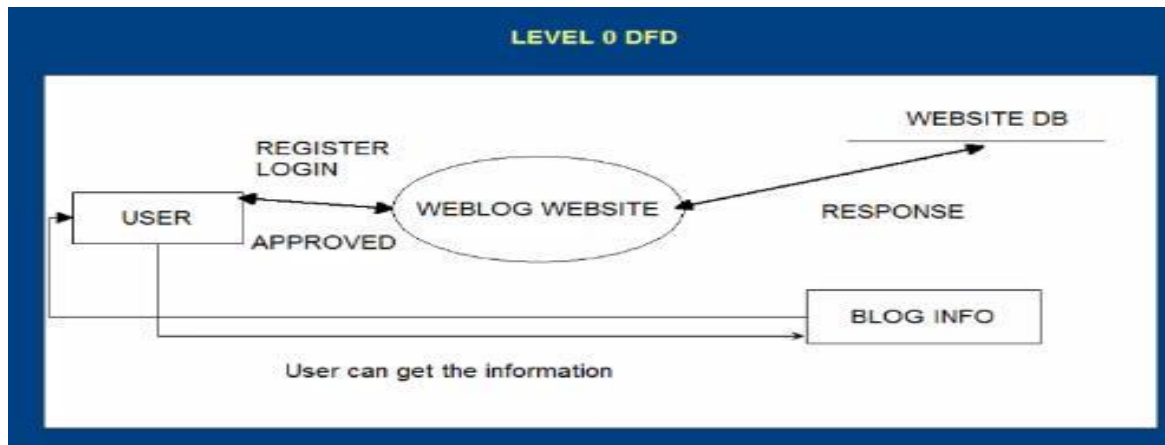 LEVEL 0 DFD
WEBSITE DB
REGISTER
LOGIN
USER
WEBLOG WEBSITE
RESPONSE
APPROVED
BLOG INFO
User can get the information